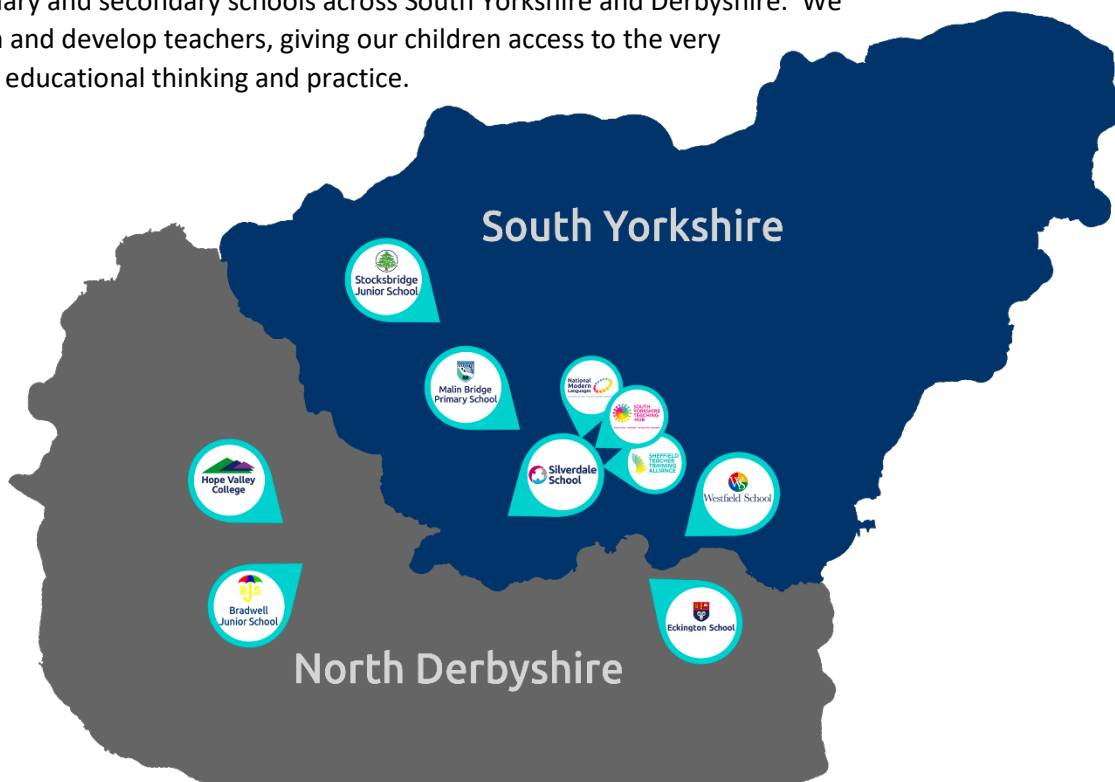 ary and secondary schools across South Yorkshire and Derbyshire. We
and develop teachers, giving our children access to the very
educational thinking and practice.
South Yorkshire
Stocksbridge
Junior School
Malin Bridge
Primary School
National
Modern
Languages
SOUTH
YORKSHIRE
TEACHING
HUB
Silverdale
School
SHEFFIELD
TEACHER
TRAINING
ALLIANCE
Hope Valley
College
WS
Westfield School
BJS
Bradwell
Junior School
Eckington School
North Derbyshire